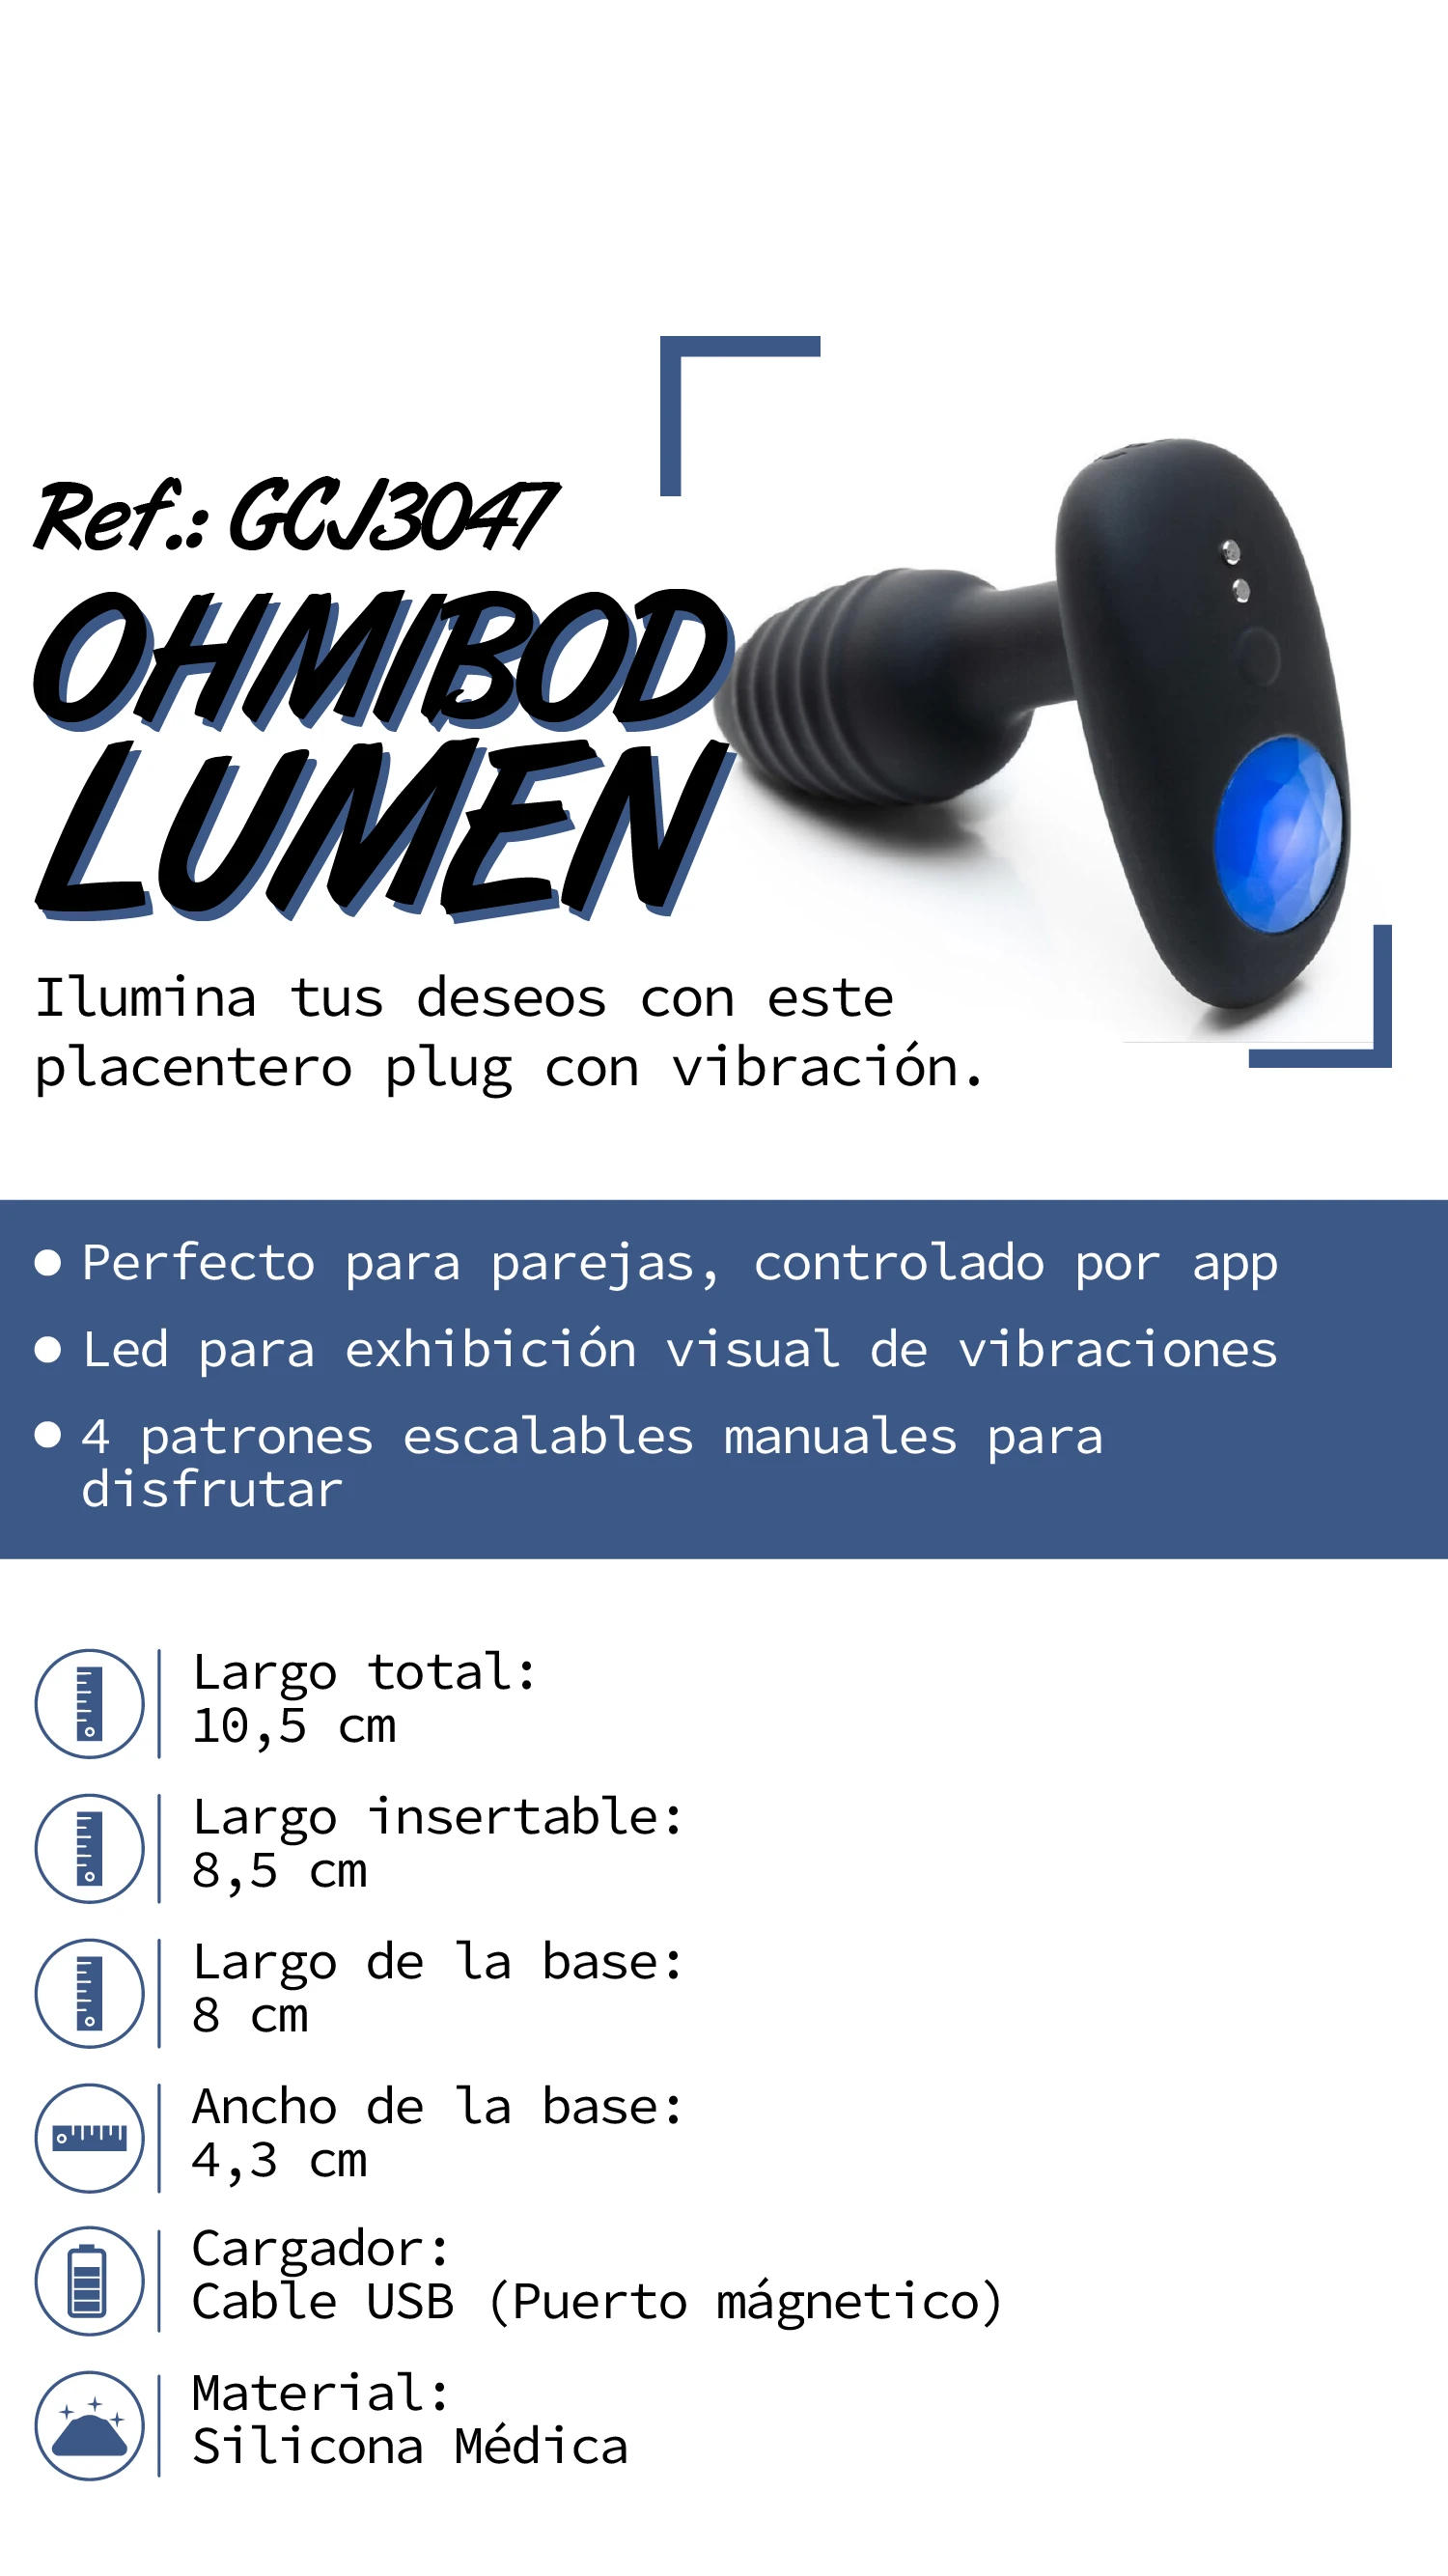 Ref.: GCJ3047
OHMIBOD
LUMEN
Ilumina tus deseos con este
placentero plug con vibración.
● Perfecto para parejas, controlado por app
● Led para exhibición visual de vibraciones
● 4 patrones escalables manuales para
disfrutar
Largo total:
10,5 cm
Largo insertable:
8,5 cm
Largo de la base:
8 cm
Ancho de la base:
4,3 cm
Cargador:
Cable USB (Puerto mágnetico)
Material:
Silicona Médica